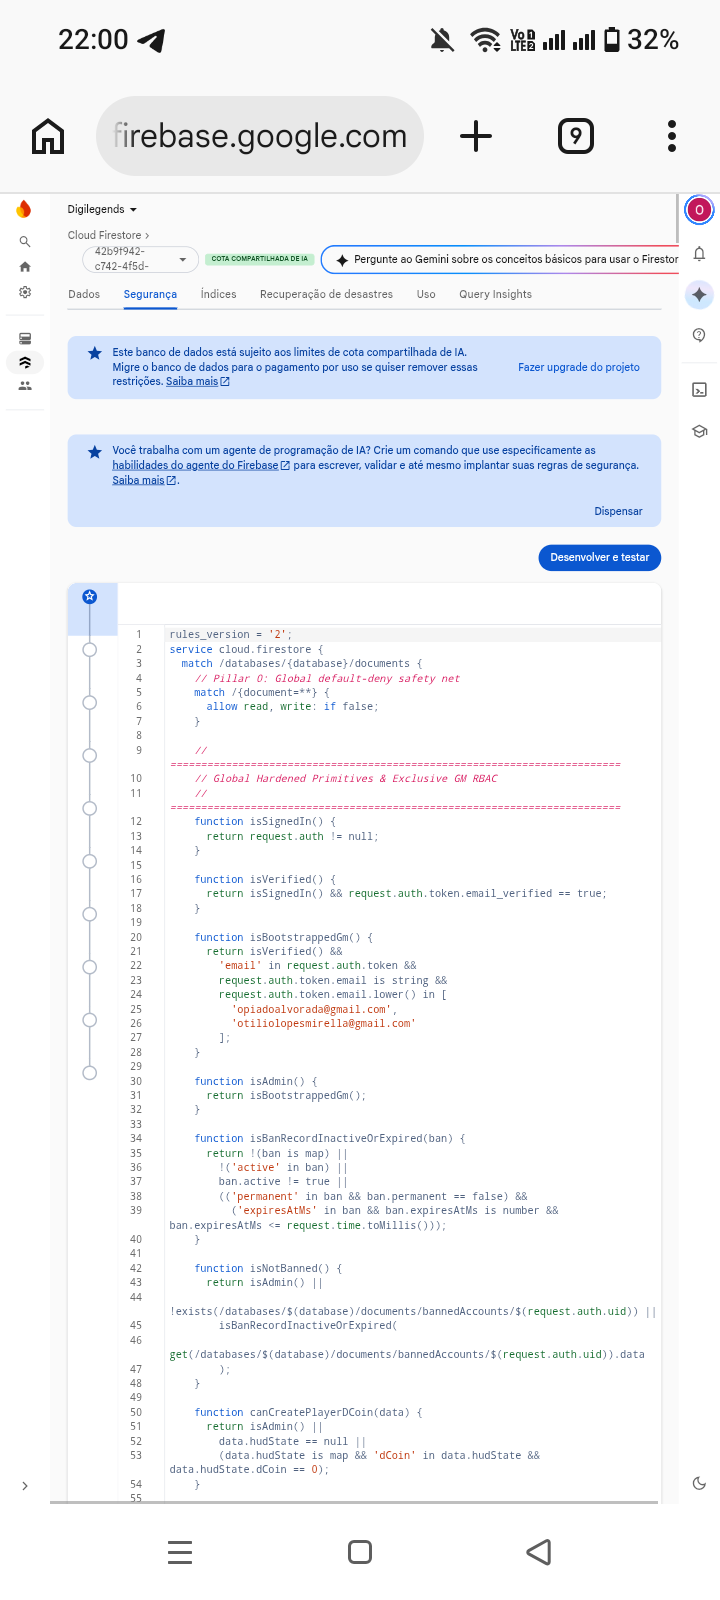 22:00
Vo
LTE2
32%
firebase.google.com
9
Digilegends
O
Cloud Firestore >
42b9f942-
c742-4f5d-
COTA COMPARTILHADA DE IA
Pergunte ao Gemini sobre os conceitos básicos para usar o Firestor
Dados
Segurança
Índices
Recuperação de desastres
Uso
Query Insights
Este banco de dados está sujeito aos limites de cota compartilhada de IA.
Migre o banco de dados para o pagamento por uso se quiser remover essas
restrições. Saiba mais
Fazer upgrade do projeto
Você trabalha com um agente de programação de IA? Crie um comando que use especificamente as
habilidades do agente do Firebase para escrever, validar e até mesmo implantar suas regras de segurança.
Saiba mais.
Dispensar
Desenvolver e testar
1 rules_version = '2';
2 service cloud.firestore {
3 match /databases/{database}/documents {
4 // Pillar 0: Global default-deny safety net
5 match /{document=**} {
6 allow read, write: if false;
7 }
8
9 //
=========================================================================
10 // Global Hardened Primitives & Exclusive GM RBAC
11 //
=========================================================================
12 function isSignedIn() {
13 return request.auth != null;
14 }
15
16 function isVerified() {
17 return isSignedIn() && request.auth.token.email_verified == true;
18 }
19
20 function isBootstrappedGm() {
21 return isVerified() &&
22 'email' in request.auth.token &&
23 request.auth.token.email is string &&
24 request.auth.token.email.lower() in [
25 'opiadoalvorada@gmail.com',
26 'otiliolopesmirella@gmail.com'
27 ];
28 }
29
30 function isAdmin() {
31 return isBootstrappedGm();
32 }
33
34 function isBanRecordInactiveOrExpired(ban) {
35 return !(ban is map) ||
36 !('active' in ban) ||
37 ban.active != true ||
38 (('permanent' in ban && ban.permanent == false) &&
39 ('expiresAtMs' in ban && ban.expiresAtMs is number &&
ban.expiresAtMs <= request.time.toMillis()));
40 }
41
42 function isNotBanned() {
43 return isAdmin() ||
44
!exists(/databases/$(database)/documents/bannedAccounts/$(request.auth.uid)) ||
45 isBanRecordInactiveOrExpired(
46
get(/databases/$(database)/documents/bannedAccounts/$(request.auth.uid)).data
47 );
48 }
49
50 function canCreatePlayerDCoin(data) {
51 return isAdmin() ||
52 data.hudState == null ||
53 (data.hudState is map && 'dCoin' in data.hudState &&
data.hudState.dCoin == 0);
54 }
55